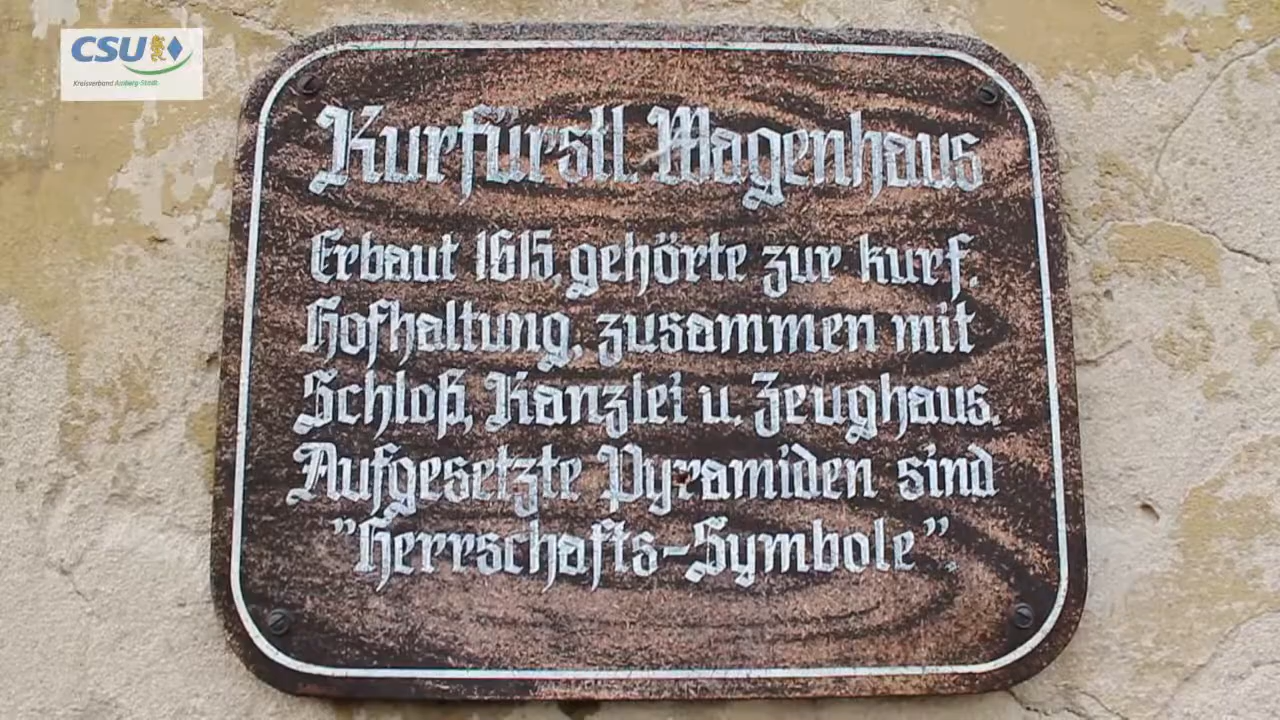 CSU
Kreisverband Amberg-Stadt
Kurfürstl. Wagenhaus
Erbaut 1615, gehörte zur kurf.
Hofhaltung, zusammen mit
Schloß, Kanzlei u. Zeughaus.
Aufgesetzte Pyramiden sind
"Herrschafts-Symbole".